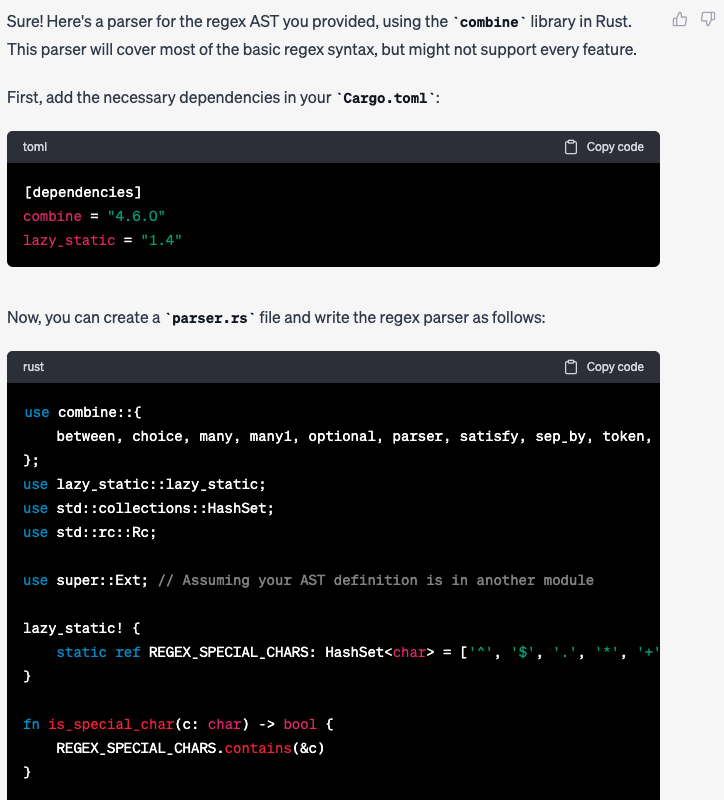 Sure! Here's a parser for the regex AST you provided, using the `combine` library in Rust.
This parser will cover most of the basic regex syntax, but might not support every feature.
First, add the necessary dependencies in your `Cargo.toml`:
toml Copy code
[dependencies]
combine = "4.6.0"
lazy_static = "1.4"
Now, you can create a `parser.rs` file and write the regex parser as follows:
rust Copy code
use combine::{
    between, choice, many, many1, optional, parser, satisfy, sep_by, token,
};
use lazy_static::lazy_static;
use std::collections::HashSet;
use std::rc::Rc;
use super::Ext; // Assuming your AST definition is in another module
lazy_static! {
    static ref REGEX_SPECIAL_CHARS: HashSet<char> = ['^', '$', '.', '*', '+'
}
fn is_special_char(c: char) -> bool {
    REGEX_SPECIAL_CHARS.contains(&c)
}